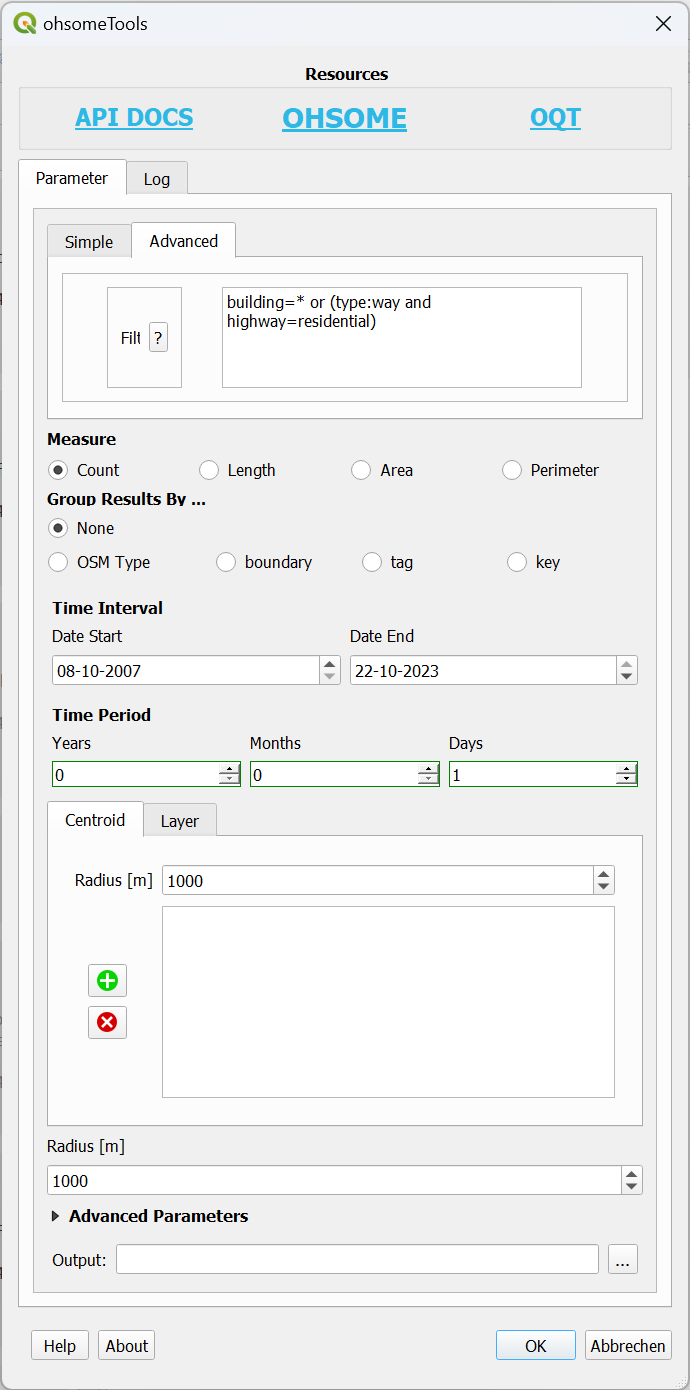 ohsomeTools
Resources
API DOCS OHSOME OQT
Parameter Log
Simple Advanced
Filt ?
building=* or (type:way and
highway=residential)
Measure
Count Length Area Perimeter
Group Results By ...
None
OSM Type boundary tag key
Time Interval
Date Start Date End
08-10-2007 22-10-2023
Time Period
Years Months Days
0 0 1
Centroid Layer
Radius [m] 1000
Radius [m]
1000
Advanced Parameters
Output: ...
Help About OK Abbrechen